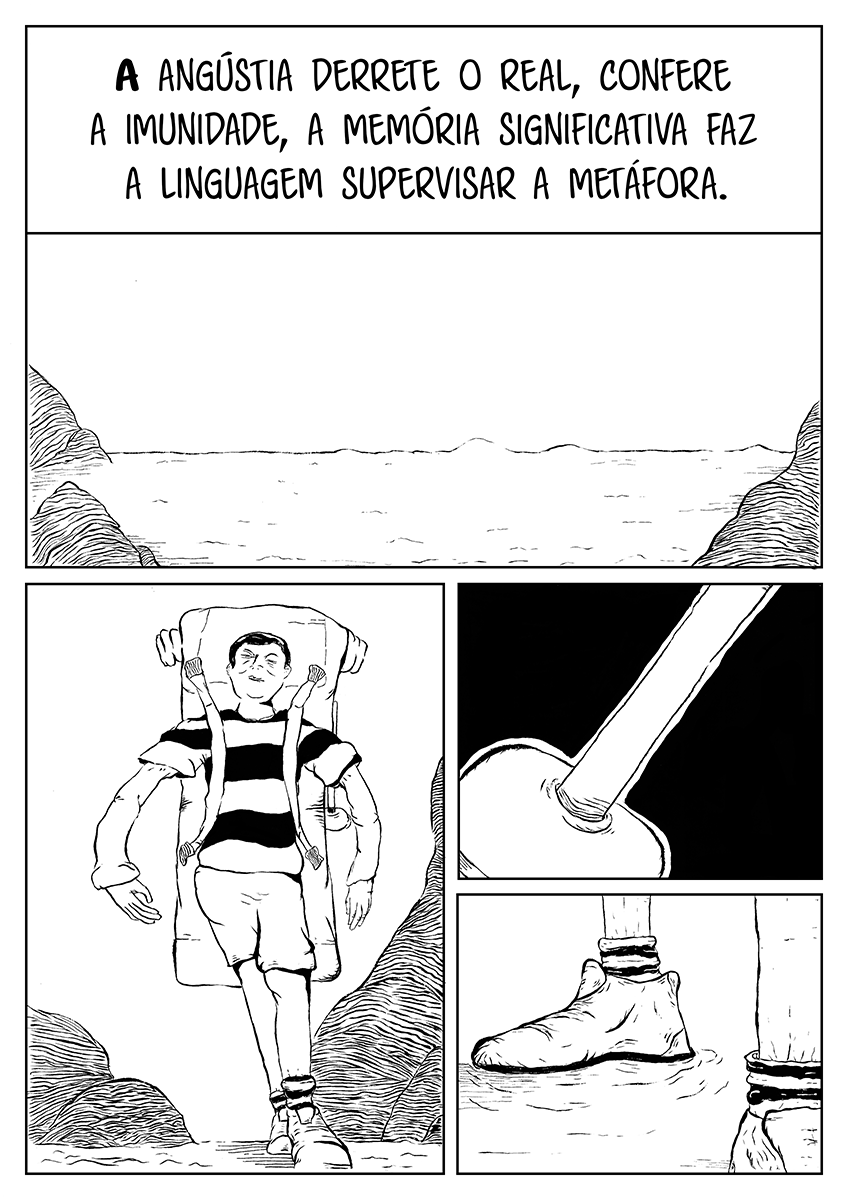 A ANGÚSTIA DERRETE O REAL, CONFERE
A IMUNIDADE, A MEMÓRIA SIGNIFICATIVA FAZ
A LINGUAGEM SUPERVISAR A METÁFORA.